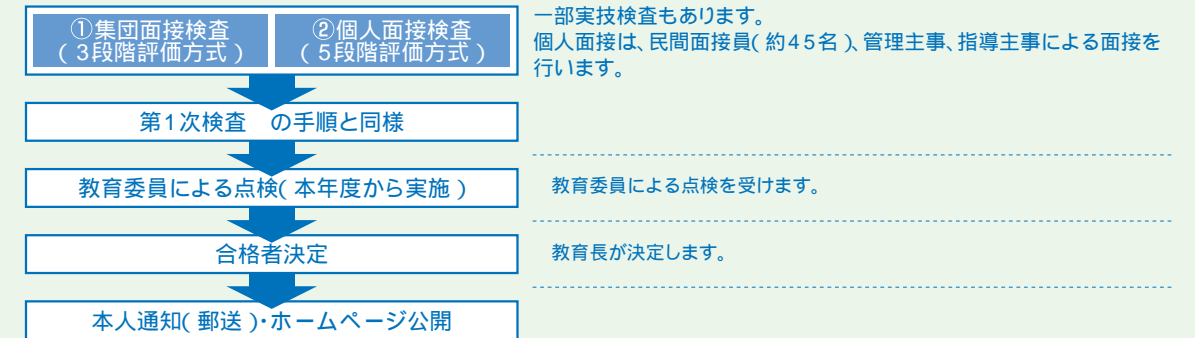 ①集団面接検査
(3段階評価方式)
②個人面接検査
(5段階評価方式)
一部実技検査もあります。
個人面接は、民間面接員(約45名)、管理主事、指導主事による面接を
行います。
第1次検査　の手順と同様
教育委員による点検(本年度から実施)
教育委員による点検を受けます。
合格者決定
教育長が決定します。
本人通知(郵送)・ホームページ公開